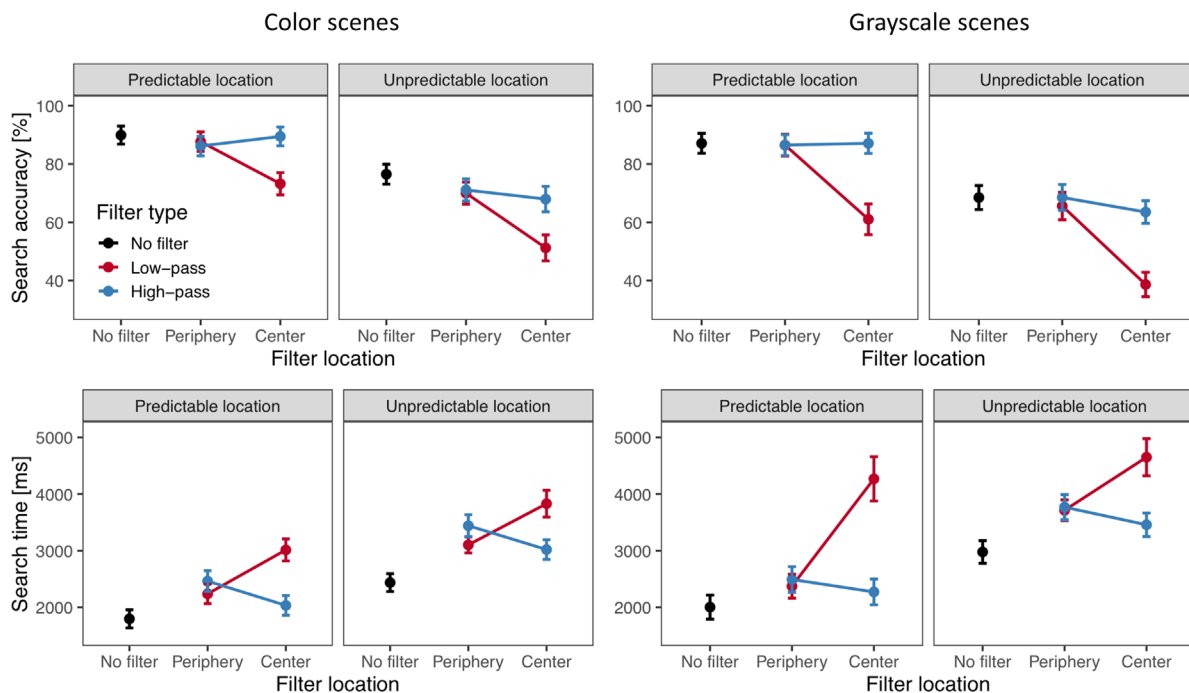 Color scenes
Grayscale scenes
Predictable location
Unpredictable location
Predictable location
Unpredictable location
Search accuracy [%]
100
80
60
40
Filter type
No filter
Low-pass
High-pass
100
80
60
40
No filter Periphery Center
No filter Periphery Center
No filter Periphery Center
No filter Periphery Center
Filter location
Filter location
Predictable location
Unpredictable location
Predictable location
Unpredictable location
Search time [ms]
5000
4000
3000
2000
5000
4000
3000
2000
No filter Periphery Center
No filter Periphery Center
No filter Periphery Center
No filter Periphery Center
Filter location
Filter location